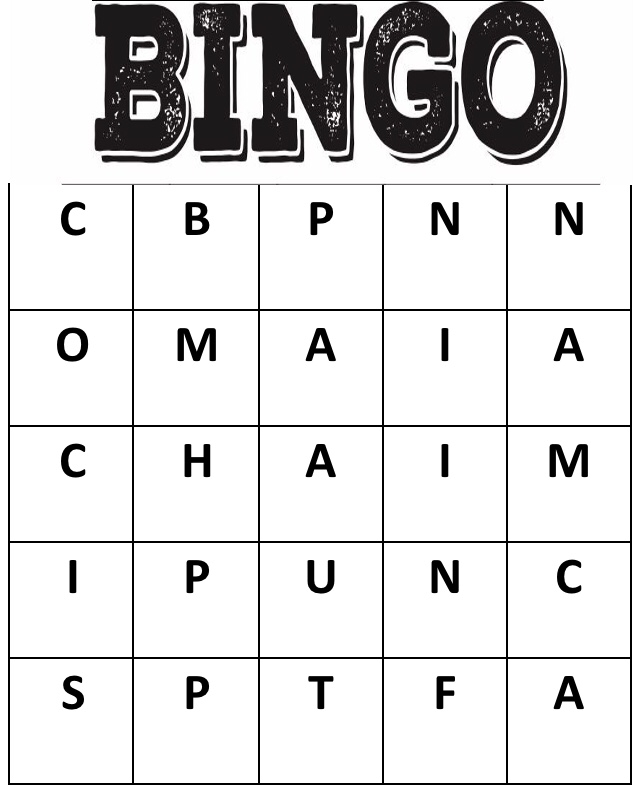 BINGO
C B P N N
O M A I A
C H A I M
I P U N C
S P T F A